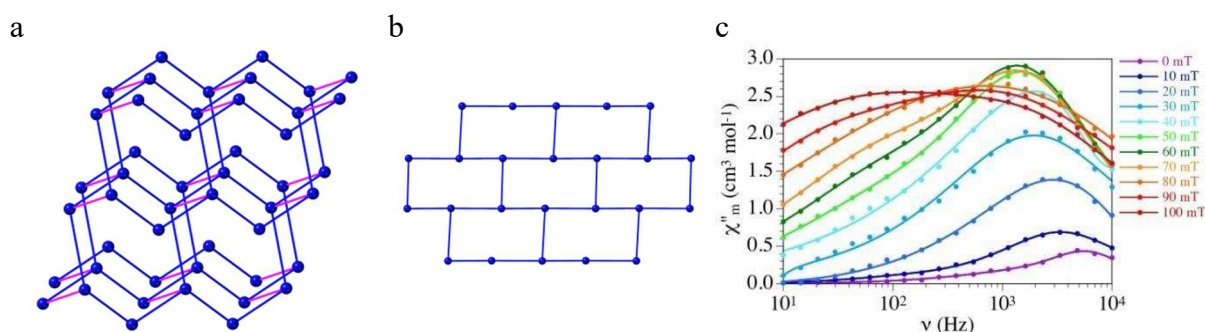 a
b
c
3.0
2.5
2.0
1.5
1.0
0.5
0.0
χ"m (cm³ mol⁻¹)
10¹ 10² 10³ 10⁴
ν (Hz)
0 mT
10 mT
20 mT
30 mT
40 mT
50 mT
60 mT
70 mT
80 mT
90 mT
100 mT